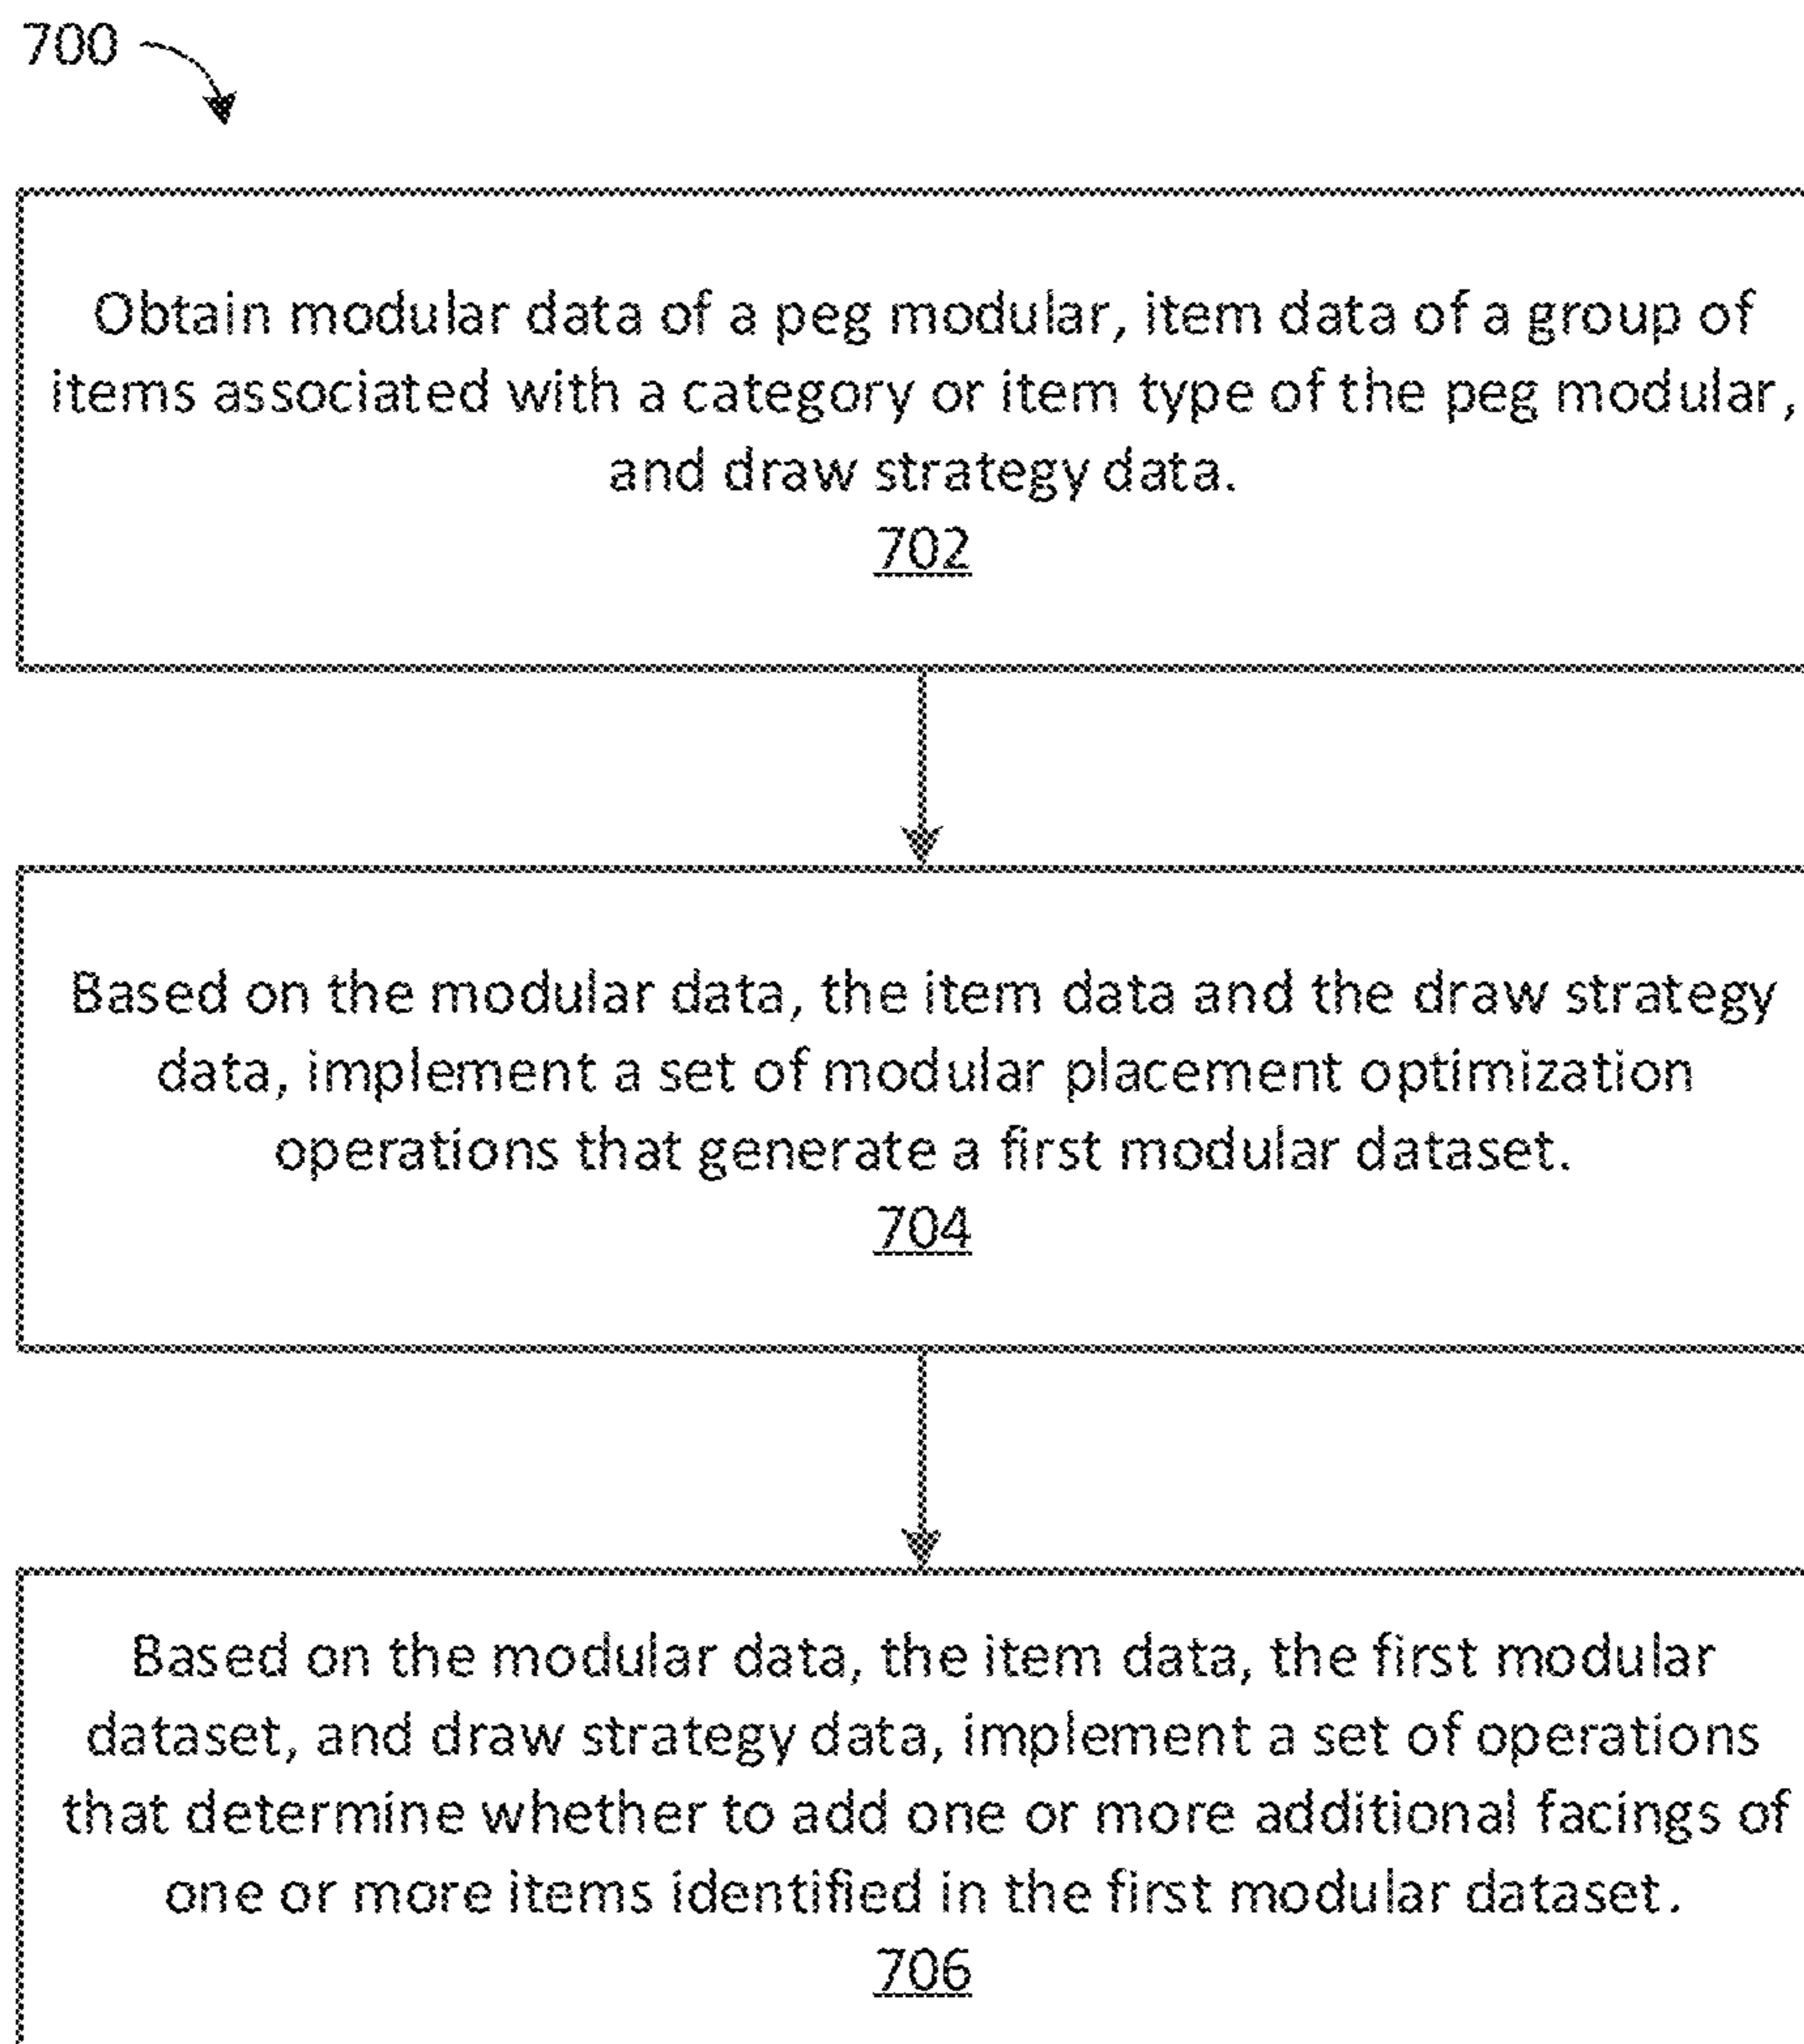 700
Obtain modular data of a peg modular, item data of a group of
items associated with a category or item type of the peg modular,
and draw strategy data.
702
Based on the modular data, the item data and the draw strategy
data, implement a set of modular placement optimization
operations that generate a first modular dataset.
704
Based on the modular data, the item data, the first modular
dataset, and draw strategy data, implement a set of operations
that determine whether to add one or more additional facings of
one or more items identified in the first modular dataset.
706